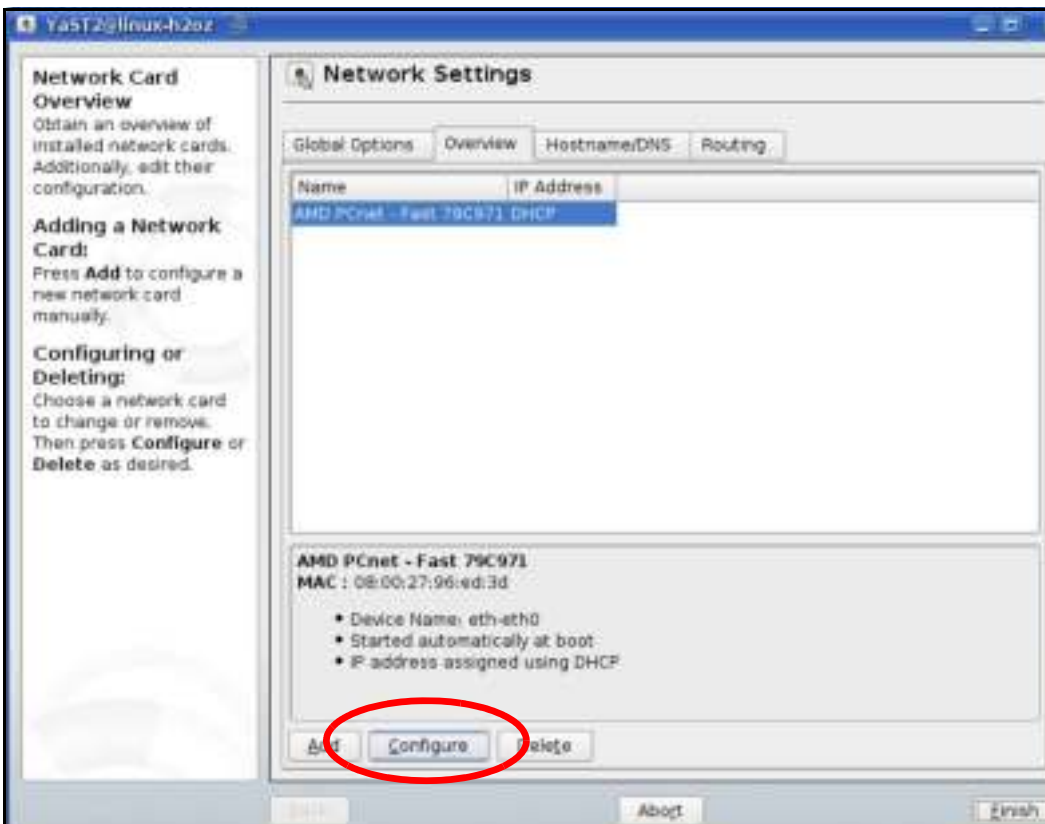 YaST2@linux-h2oz
Network Card
Overview
Obtain an overview of
installed network cards.
Additionally, edit their
configuration.
Adding a Network
Card:
Press Add to configure a
new network card
manually.
Configuring or
Deleting:
Choose a network card
to change or remove.
Then press Configure or
Delete as desired.
Network Settings
Global Options Overview Hostname/DNS Routing
Name IP Address
AMD PCnet - Fast 79C971 DHCP
AMD PCnet - Fast 79C971
MAC : 08:00:27:96:ed:3d
• Device Name: eth-eth0
• Started automatically at boot
• IP address assigned using DHCP
Add Configure Delete
Abort Finish